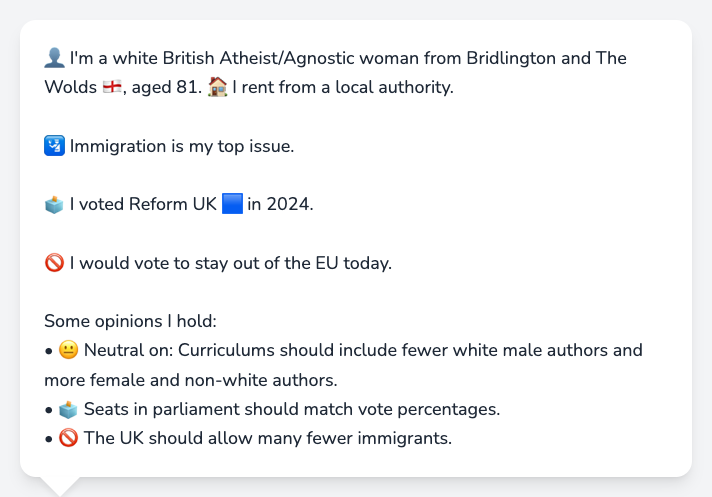 👤 I'm a white British Atheist/Agnostic woman from Bridlington and The
Wolds 🏴󠁧󠁢󠁥󠁮󠁧󠁿, aged 81. 🏠 I rent from a local authority.
🛂 Immigration is my top issue.
🗳️ I voted Reform UK 🟦 in 2024.
🚫 I would vote to stay out of the EU today.
Some opinions I hold:
• 😐 Neutral on: Curriculums should include fewer white male authors and
more female and non-white authors.
• 🗳️ Seats in parliament should match vote percentages.
• 🚫 The UK should allow many fewer immigrants.